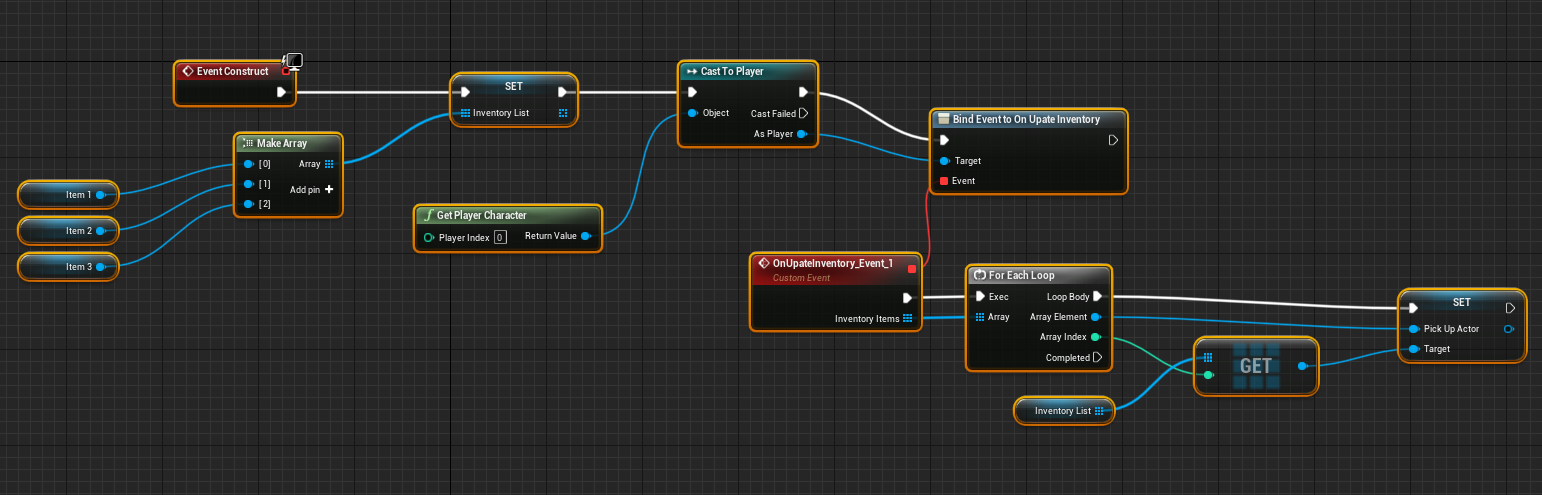 Event Construct
SET
Inventory List
Make Array
[0] Array
[1]
Add pin
[2]
Item 1
Item 2
Item 3
Cast To Player
Object Cast Failed
As Player
Get Player Character
Player Index 0 Return Value
Bind Event to On Upate Inventory
Target
Event
OnUpateInventory_Event_1
Custom Event
Inventory Items
For Each Loop
Exec Loop Body
Array Array Element
Array Index
Completed
Inventory List
GET
SET
Pick Up Actor
Target